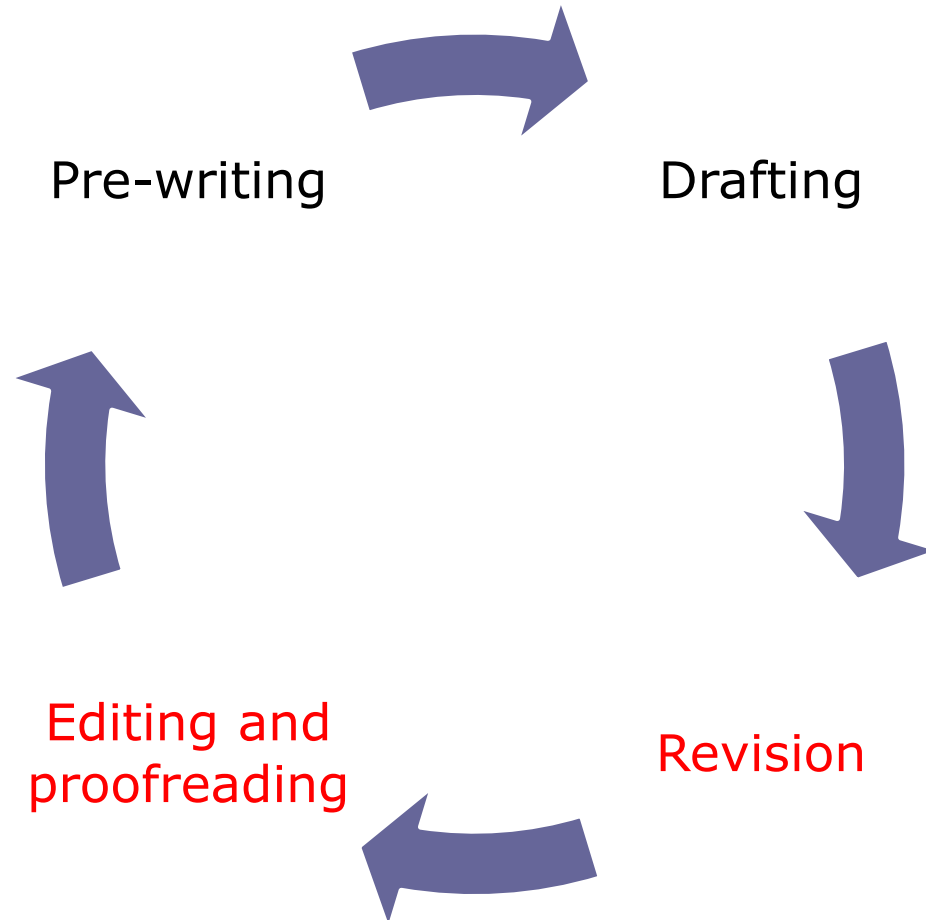 Pre-writing
Drafting
Editing and
proofreading
Revision